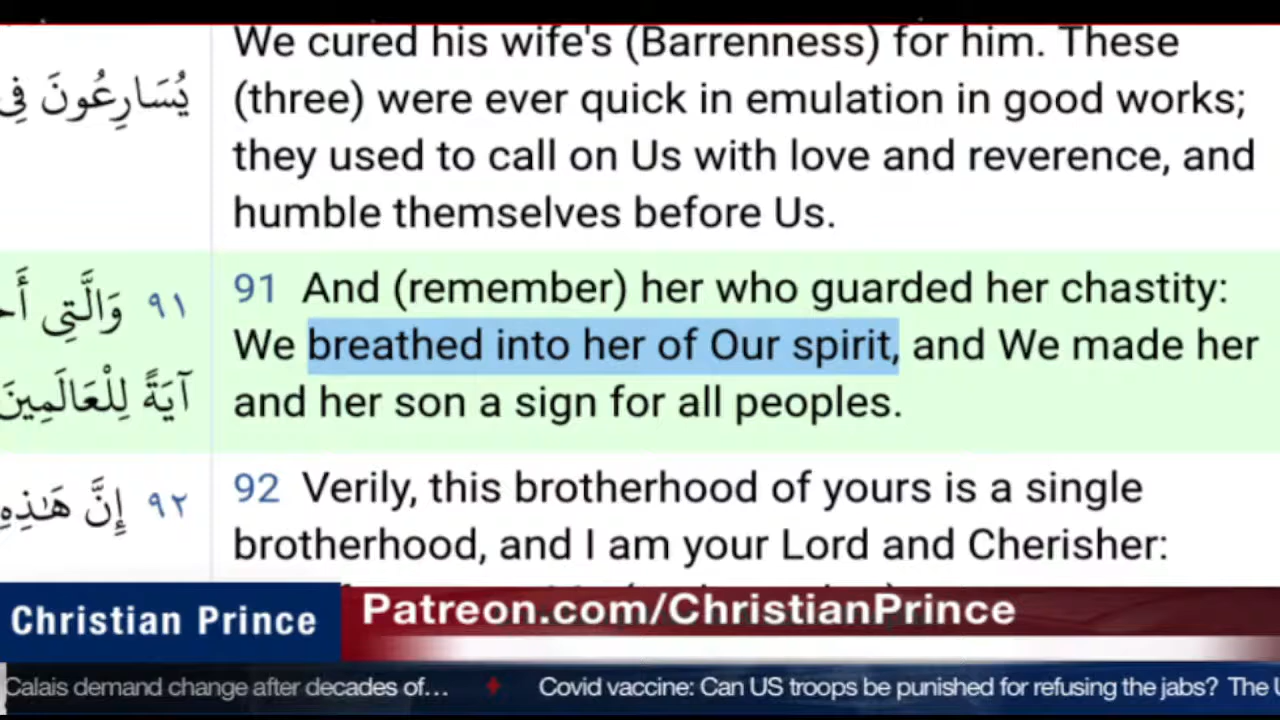 We cured his wife's (Barrenness) for him. These
يُسَارِعُونَ فِي (three) were ever quick in emulation in good works;
they used to call on Us with love and reverence, and
humble themselves before Us.
٩١ وَالَّتِي 91 And (remember) her who guarded her chastity:
We breathed into her of Our spirit, and We made her
آيَةً لِلْعَالَمِينَ and her son a sign for all peoples.
٩٢ إِنَّ هَٰذِهِ 92 Verily, this brotherhood of yours is a single
brotherhood, and I am your Lord and Cherisher:
Christian Prince
Patreon.com/ChristianPrince
Calais demand change after decades of... Covid vaccine: Can US troops be punished for refusing the jabs? The